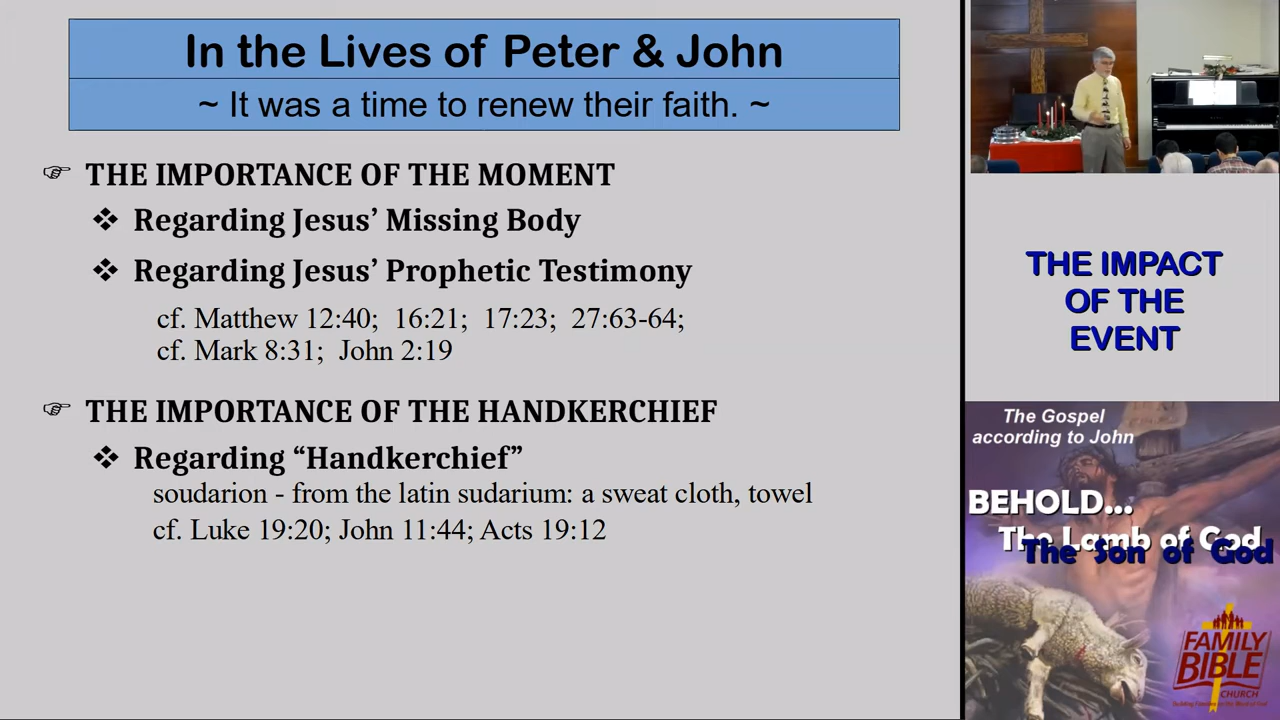 In the Lives of Peter & John
~ It was a time to renew their faith. ~
☞ THE IMPORTANCE OF THE MOMENT
❖ Regarding Jesus’ Missing Body
❖ Regarding Jesus’ Prophetic Testimony
cf. Matthew 12:40; 16:21; 17:23; 27:63-64;
cf. Mark 8:31; John 2:19
☞ THE IMPORTANCE OF THE HANDKERCHIEF
❖ Regarding “Handkerchief”
soudarion - from the latin sudarium: a sweat cloth, towel
cf. Luke 19:20; John 11:44; Acts 19:12
THE IMPACT
OF THE
EVENT
The Gospel
according to John
BEHOLD...
The Lamb of God
The Son of God
FAMILY
BIBLE
CHURCH